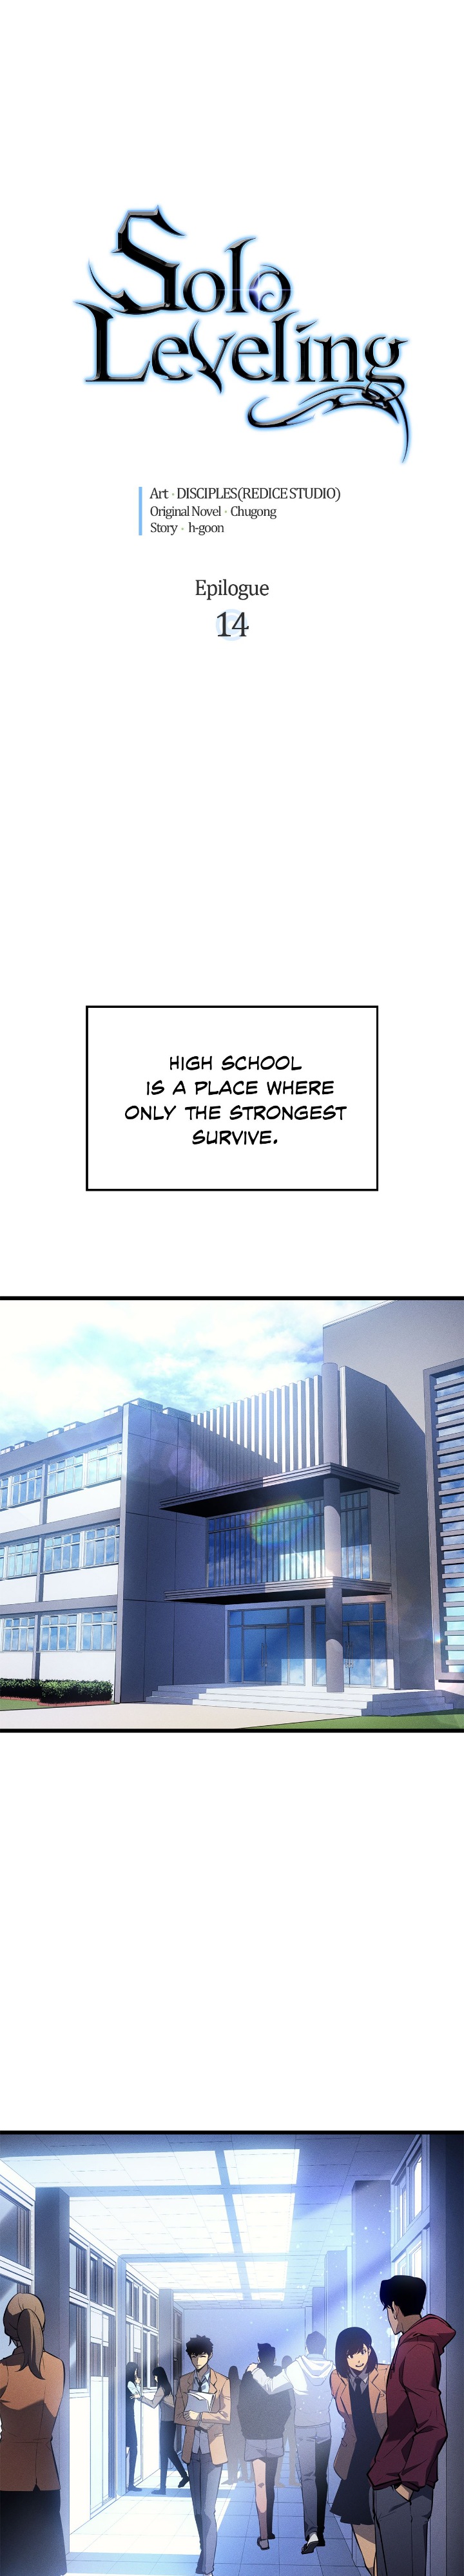 Solo
Leveling
Art · DISCIPLES(REDICE STUDIO)
Original Novel · Chugong
Story · h-goon
Epilogue
14
HIGH SCHOOL
IS A PLACE WHERE
ONLY THE STRONGEST
SURVIVE.